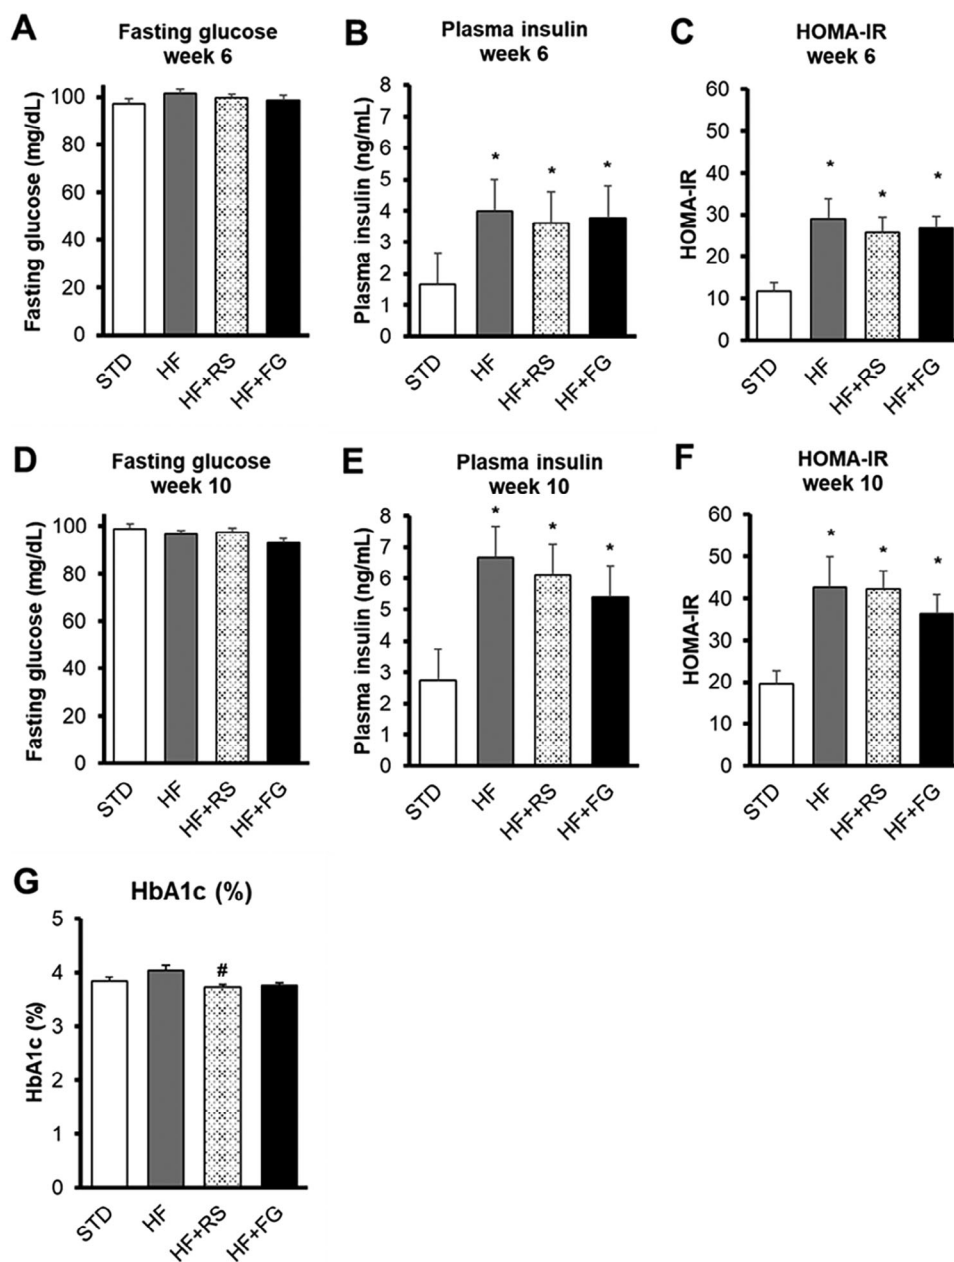 A
Fasting glucose
week 6
Fasting glucose (mg/dL)
100
80
60
40
20
0
STD
HF
HF+RS
HF+FG
B
Plasma insulin
week 6
Plasma insulin (ng/mL)
8
7
6
5
4
3
2
1
0
*
*
*
STD
HF
HF+RS
HF+FG
C
HOMA-IR
week 6
HOMA-IR
60
50
40
30
20
10
0
*
*
*
STD
HF
HF+RS
HF+FG
D
Fasting glucose
week 10
Fasting glucose (mg/dL)
100
80
60
40
20
0
STD
HF
HF+RS
HF+FG
E
Plasma insulin
week 10
Plasma insulin (ng/mL)
8
7
6
5
4
3
2
1
0
*
*
*
STD
HF
HF+RS
HF+FG
F
HOMA-IR
week 10
HOMA-IR
60
50
40
30
20
10
0
*
*
*
STD
HF
HF+RS
HF+FG
G
HbA1c (%)
HbA1c (%)
5
4
3
2
1
0
#
STD
HF
HF+RS
HF+FG